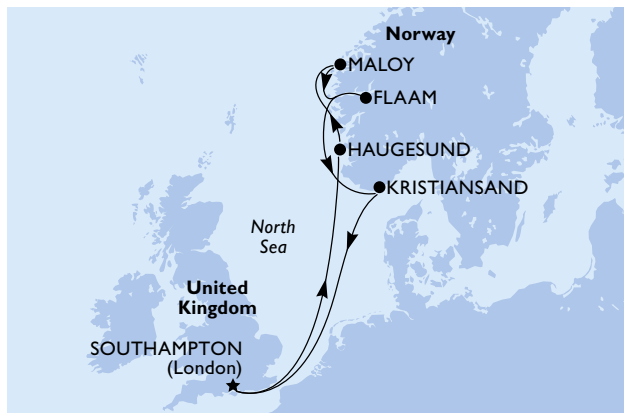 Norway
MALOY
FLAAM
HAUGESUND
KRISTIANSAND
North
Sea
United
Kingdom
SOUTHAMPTON
(London)